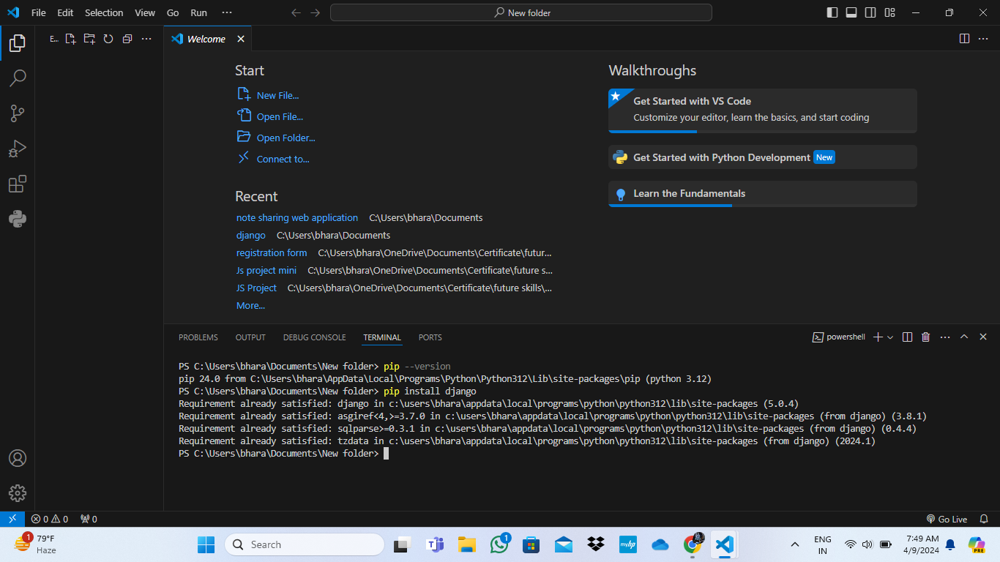 File Edit Selection View Go Run ···
New folder
E...
Welcome
Start
New File...
Open File...
Open Folder...
Connect to...
Recent
note sharing web application C:\Users\bhara\Documents
django C:\Users\bhara\Documents
registration form C:\Users\bhara\OneDrive\Documents\Certificate\futur...
Js project mini C:\Users\bhara\OneDrive\Documents\Certificate\future s...
JS Project C:\Users\bhara\OneDrive\Documents\Certificate\future skills\...
More...
Walkthroughs
Get Started with VS Code
Customize your editor, learn the basics, and start coding
Get Started with Python Development New
Learn the Fundamentals
PROBLEMS OUTPUT DEBUG CONSOLE TERMINAL PORTS
powershell
PS C:\Users\bhara\Documents\New folder> pip --version
pip 24.0 from C:\Users\bhara\AppData\Local\Programs\Python\Python312\Lib\site-packages\pip (python 3.12)
PS C:\Users\bhara\Documents\New folder> pip install django
Requirement already satisfied: django in c:\users\bhara\appdata\local\programs\python\python312\lib\site-packages (5.0.4)
Requirement already satisfied: asgiref<4,>=3.7.0 in c:\users\bhara\appdata\local\programs\python\python312\lib\site-packages (from django) (3.8.1)
Requirement already satisfied: sqlparse>=0.3.1 in c:\users\bhara\appdata\local\programs\python\python312\lib\site-packages (from django) (0.4.4)
Requirement already satisfied: tzdata in c:\users\bhara\appdata\local\programs\python\python312\lib\site-packages (from django) (2024.1)
PS C:\Users\bhara\Documents\New folder>
0 0 0
Go Live
1
79°F
Haze
Search
1
myhp
ENG
IN
7:49 AM
4/9/2024
PRE